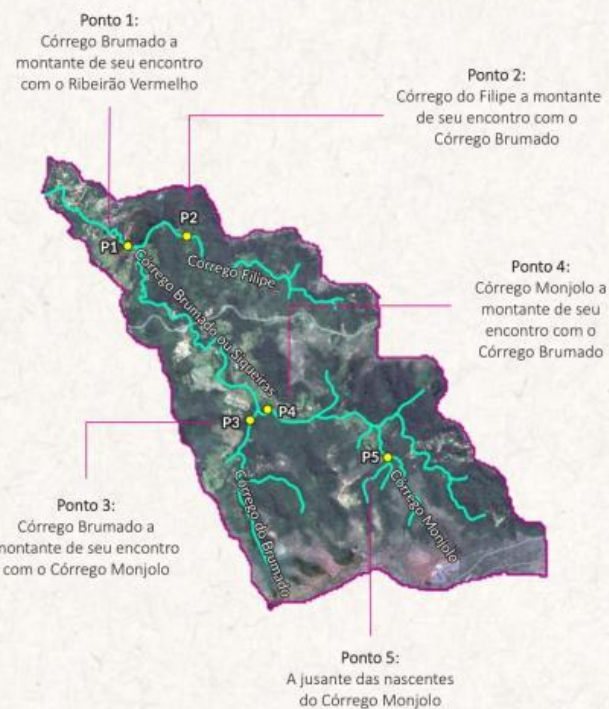 Ponto 1:
Córrego Brumado a
montante de seu encontro
com o Ribeirão Vermelho
Ponto 2:
Córrego do Filipe a montante
de seu encontro com o
Córrego Brumado
P1
P2
Córrego Filipe
Córrego Brumado ou Siqueiras
Ponto 4:
Córrego Monjolo a
montante de seu
encontro com o
Córrego Brumado
P3
P4
P5
Córrego do Brumado
Córrego Monjolo
Ponto 3:
Córrego Brumado a
montante de seu encontro
com o Córrego Monjolo
Ponto 5:
A jusante das nascentes
do Córrego Monjolo